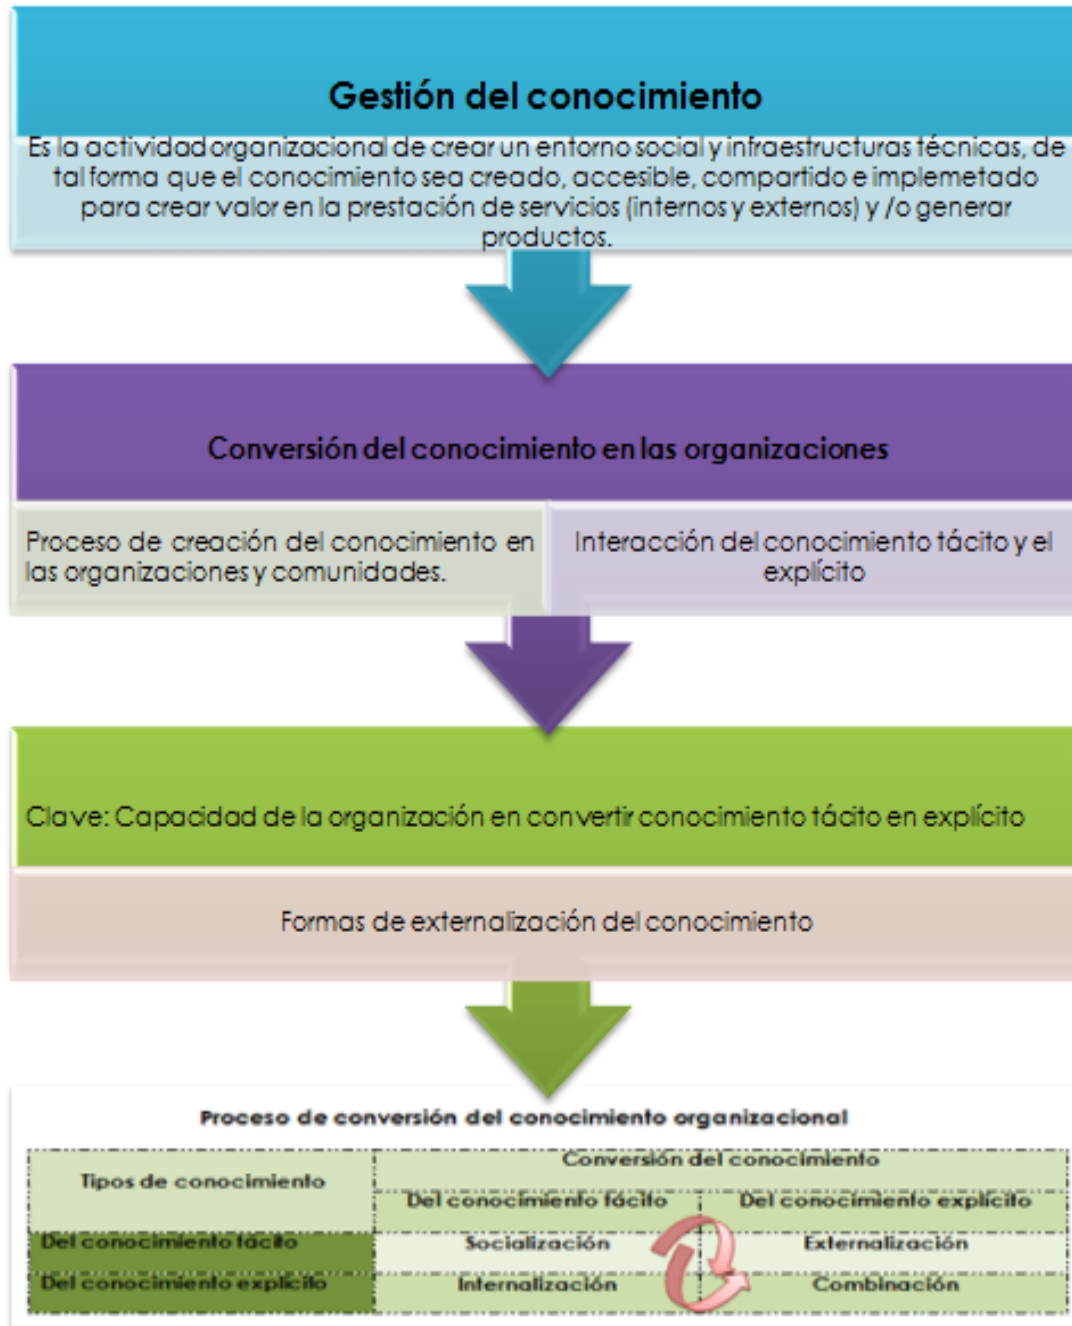 Gestión del conocimiento
Es la actividad organizacional de crear un entorno social y infraestructuras técnicas, de
tal forma que el conocimiento sea creado, accesible, compartido e implemetado
para crear valor en la prestación de servicios (internos y externos) y /o generar
productos.
Conversión del conocimiento en las organizaciones
Proceso de creación del conocimiento en
las organizaciones y comunidades.
Interacción del conocimiento tácito y el
explícito
Clave: Capacidad de la organización en convertir conocimiento tácito en explícito
Formas de externalización del conocimiento
Proceso de conversión del conocimiento organizacional
Tipos de conocimiento
Conversión del conocimiento
Del conocimiento tácito
Del conocimiento explícito
Del conocimiento tácito
Socialización
Externalización
Del conocimiento explícito
Internalización
Combinación